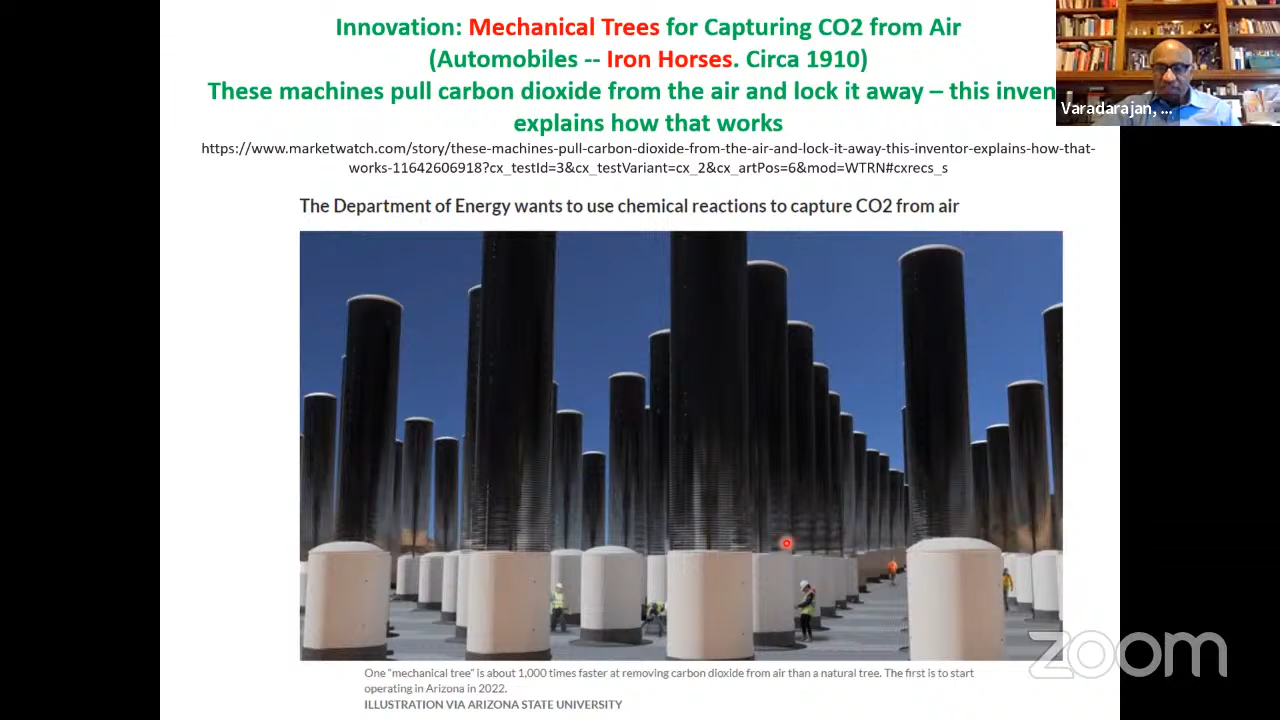 Innovation: Mechanical Trees for Capturing CO2 from Air
(Automobiles -- Iron Horses. Circa 1910)
These machines pull carbon dioxide from the air and lock it away – this inven
explains how that works
Varadarajan, ...
https://www.marketwatch.com/story/these-machines-pull-carbon-dioxide-from-the-air-and-lock-it-away-this-inventor-explains-how-that-
works-11642606918?cx_testId=3&cx_testVariant=cx_2&cx_artPos=6&mod=WTRN#cxrecs_s
The Department of Energy wants to use chemical reactions to capture CO2 from air
One "mechanical tree" is about 1,000 times faster at removing carbon dioxide from air than a natural tree. The first is to start
operating in Arizona in 2022.
ILLUSTRATION VIA ARIZONA STATE UNIVERSITY
zoom